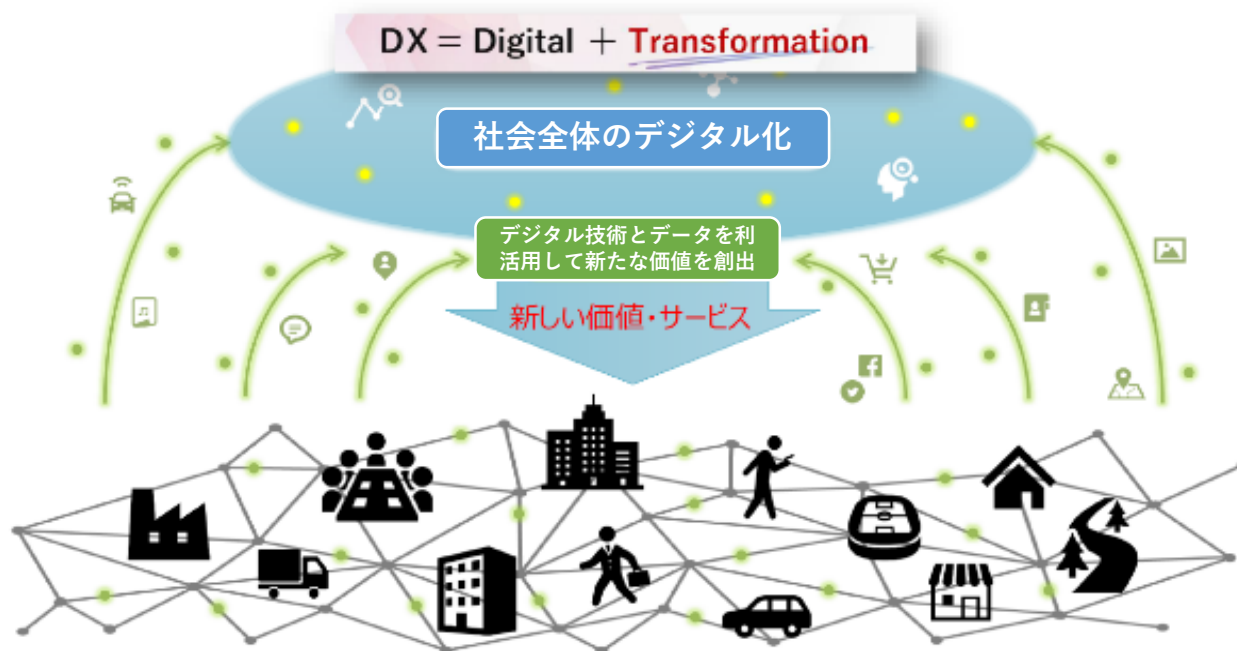 DX = Digital + Transformation
社会全体のデジタル化
デジタル技術とデータを利
活用して新たな価値を創出
新しい価値・サービス